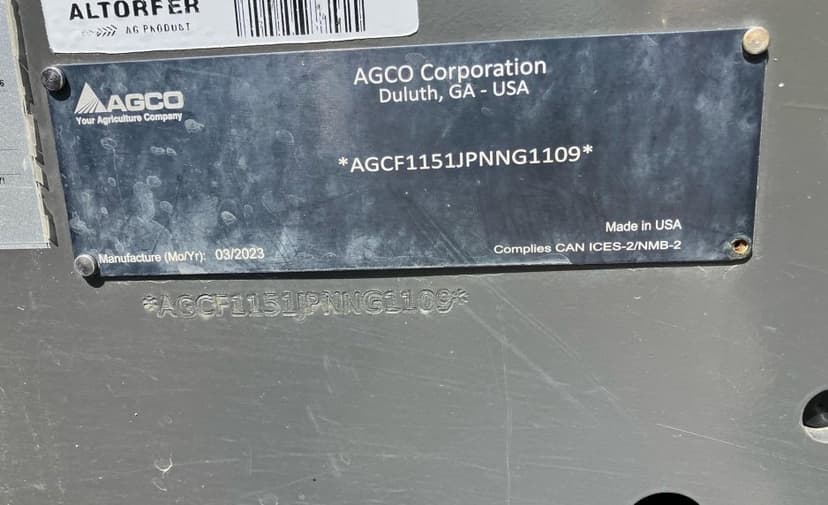 ALTORFER
AG PRODUCT
AGCO
Your Agriculture Company
AGCO Corporation
Duluth, GA - USA
*AGCF1151JPNNG1109*
Made in USA
Manufacture (Mo/Yr): 03/2023
Complies CAN ICES-2/NMB-2
*AGCF1151JPNNG1109*